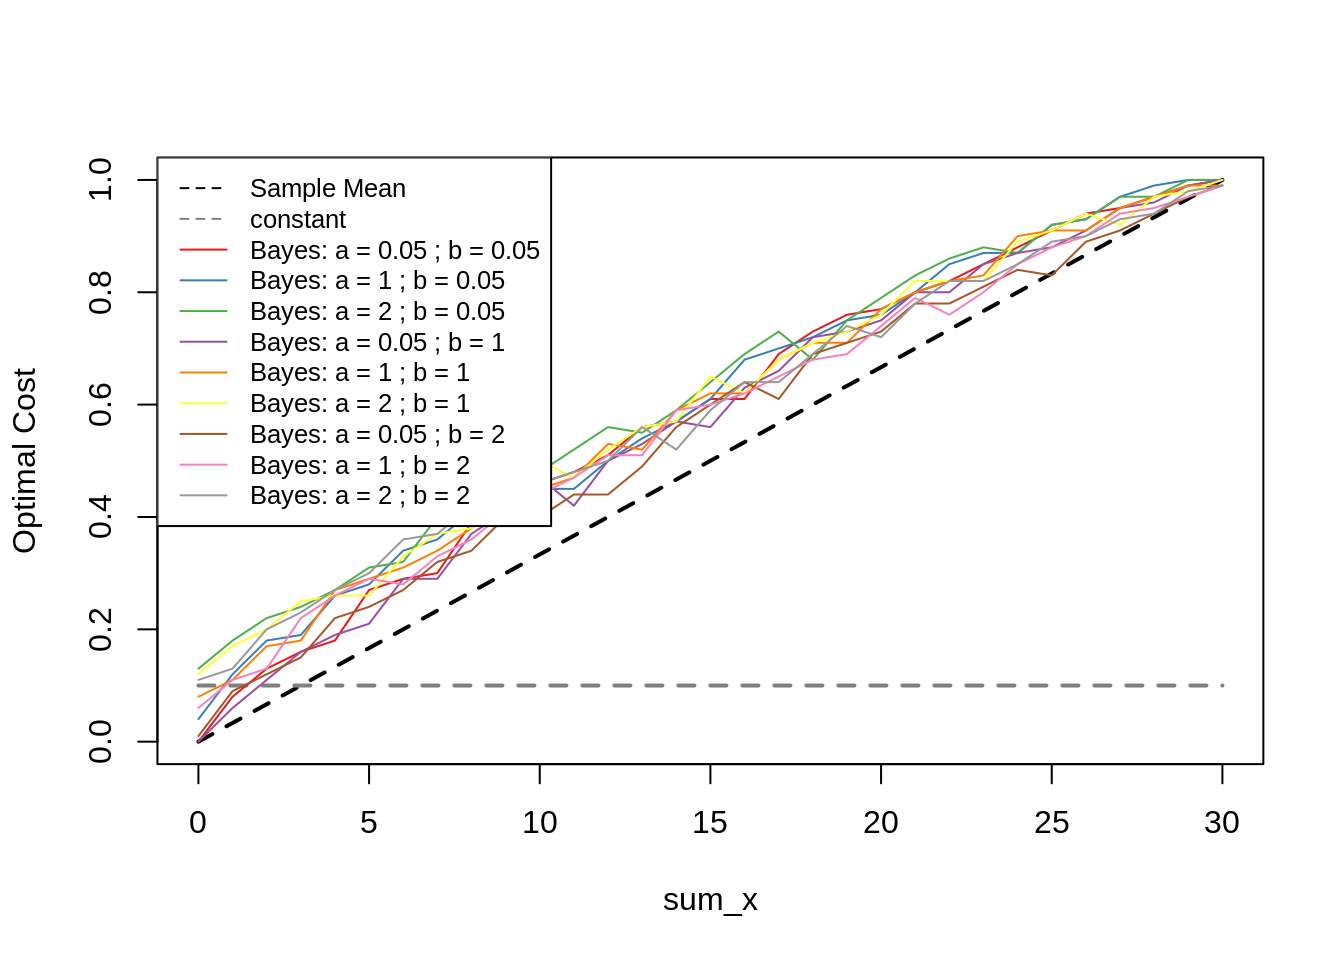 Sample Mean
constant
Bayes: a = 0.05 ; b = 0.05
Bayes: a = 1 ; b = 0.05
Bayes: a = 2 ; b = 0.05
Bayes: a = 0.05 ; b = 1
Bayes: a = 1 ; b = 1
Bayes: a = 2 ; b = 1
Bayes: a = 0.05 ; b = 2
Bayes: a = 1 ; b = 2
Bayes: a = 2 ; b = 2
1.0
0.8
0.6
0.4
0.2
0.0
Optimal Cost
0 5 10 15 20 25 30
sum_x